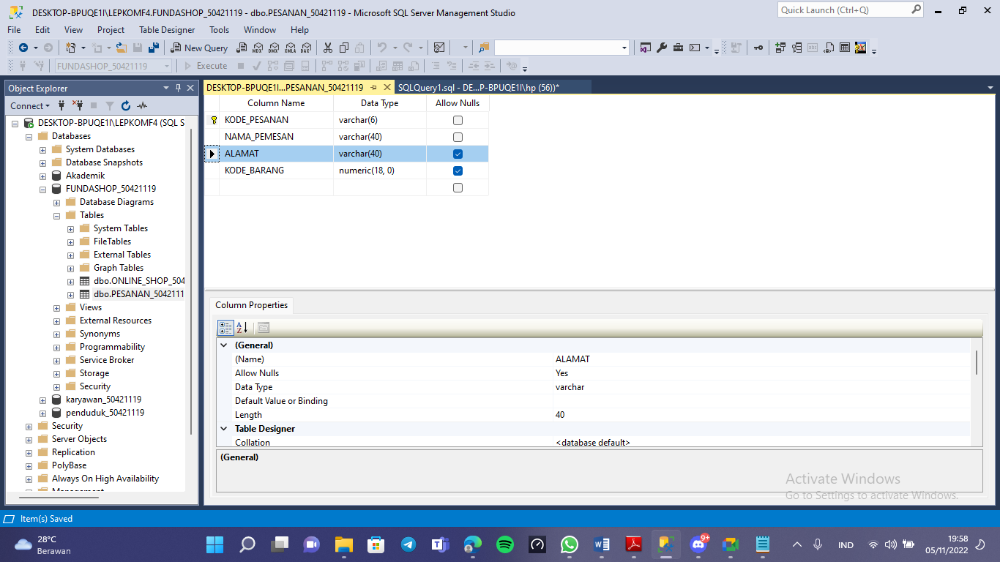 DESKTOP-BPUQE1I\LEPKOMF4.FUNDASHOP_50421119 - dbo.PESANAN_50421119 - Microsoft SQL Server Management Studio
Quick Launch (Ctrl+Q)
File Edit View Project Table Designer Tools Window Help
New Query MDX DMX XMLA DAX
FUNDASHOP_50421119 Execute
Object Explorer
Connect
DESKTOP-BPUQE1I\LEPKOMF4 (SQL S
Databases
System Databases
Database Snapshots
Akademik
FUNDASHOP_50421119
Database Diagrams
Tables
System Tables
FileTables
External Tables
Graph Tables
dbo.ONLINE_SHOP_504
dbo.PESANAN_5042111
Views
External Resources
Synonyms
Programmability
Service Broker
Storage
Security
karyawan_50421119
penduduk_50421119
Security
Server Objects
Replication
PolyBase
Always On High Availability
Management
DESKTOP-BPUQE1I...PESANAN_50421119 SQLQuery1.sql - DE...P-BPUQE1I\hp (56))*
Column Name Data Type Allow Nulls
KODE_PESANAN varchar(6)
NAMA_PEMESAN varchar(40)
ALAMAT varchar(40)
KODE_BARANG numeric(18, 0)
Column Properties
(General)
(Name) ALAMAT
Allow Nulls Yes
Data Type varchar
Default Value or Binding
Length 40
Table Designer
Collation <database default>
(General)
Activate Windows
Go to Settings to activate Windows.
Item(s) Saved
28°C
Berawan
9+
IND
19:58
05/11/2022